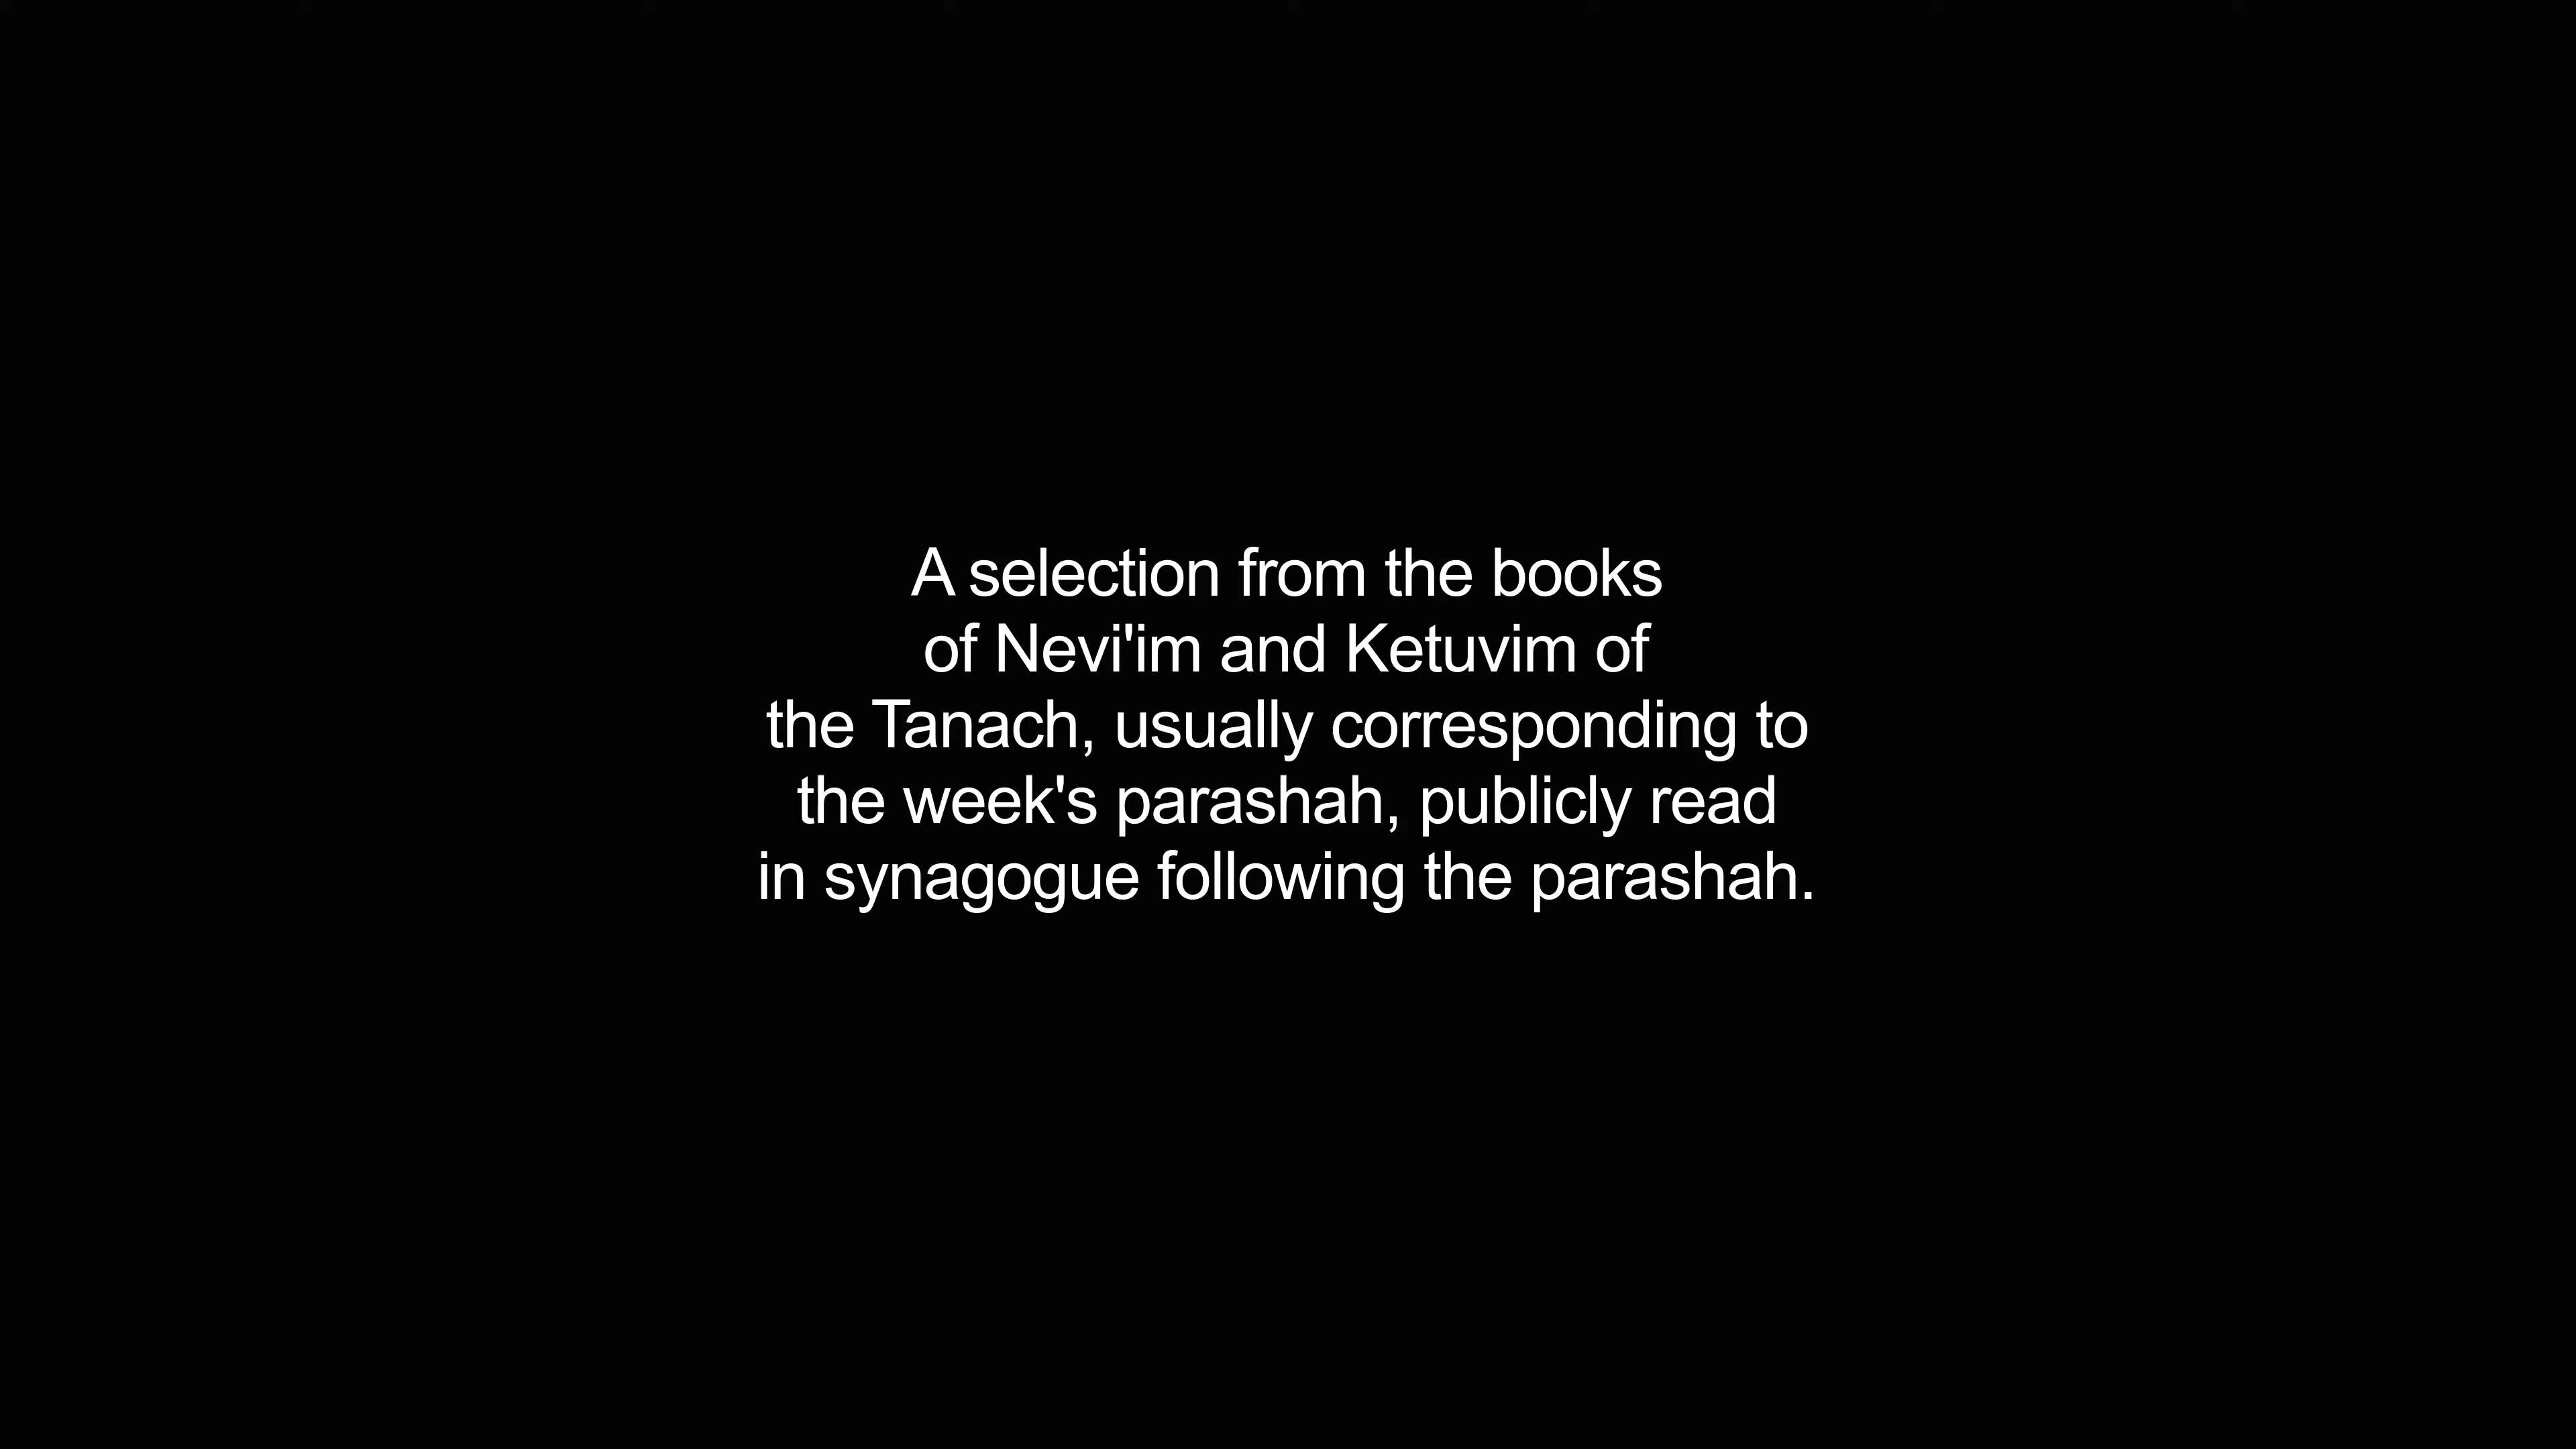 A selection from the books
of Nevi'im and Ketuvim of
the Tanach, usually corresponding to
the week's parashah, publicly read
in synagogue following the parashah.